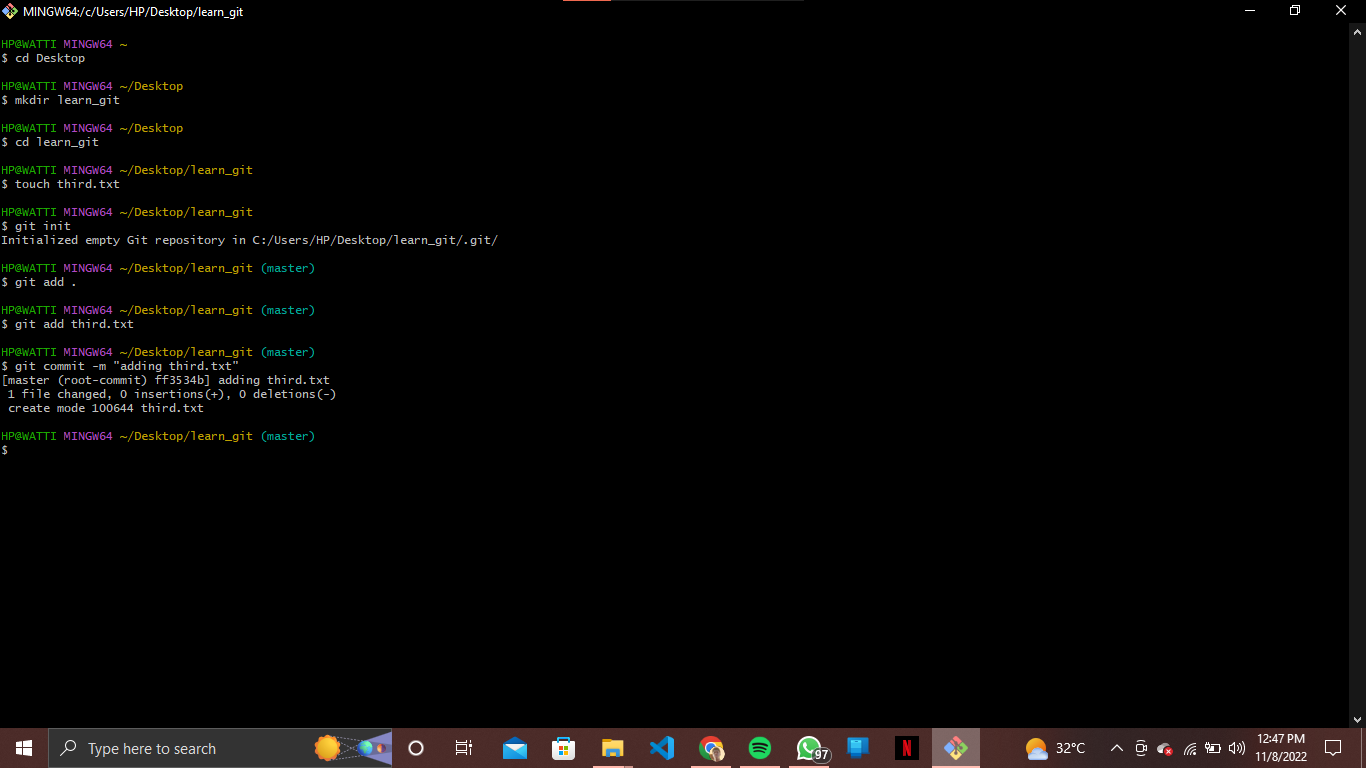 MINGW64:/c/Users/HP/Desktop/learn_git
HP@WATTI MINGW64 ~
$ cd Desktop
HP@WATTI MINGW64 ~/Desktop
$ mkdir learn_git
HP@WATTI MINGW64 ~/Desktop
$ cd learn_git
HP@WATTI MINGW64 ~/Desktop/learn_git
$ touch third.txt
HP@WATTI MINGW64 ~/Desktop/learn_git
$ git init
Initialized empty Git repository in C:/Users/HP/Desktop/learn_git/.git/
HP@WATTI MINGW64 ~/Desktop/learn_git (master)
$ git add .
HP@WATTI MINGW64 ~/Desktop/learn_git (master)
$ git add third.txt
HP@WATTI MINGW64 ~/Desktop/learn_git (master)
$ git commit -m "adding third.txt"
[master (root-commit) ff3534b] adding third.txt
 1 file changed, 0 insertions(+), 0 deletions(-)
 create mode 100644 third.txt
HP@WATTI MINGW64 ~/Desktop/learn_git (master)
$
Type here to search
97
N
32°C
12:47 PM
11/8/2022